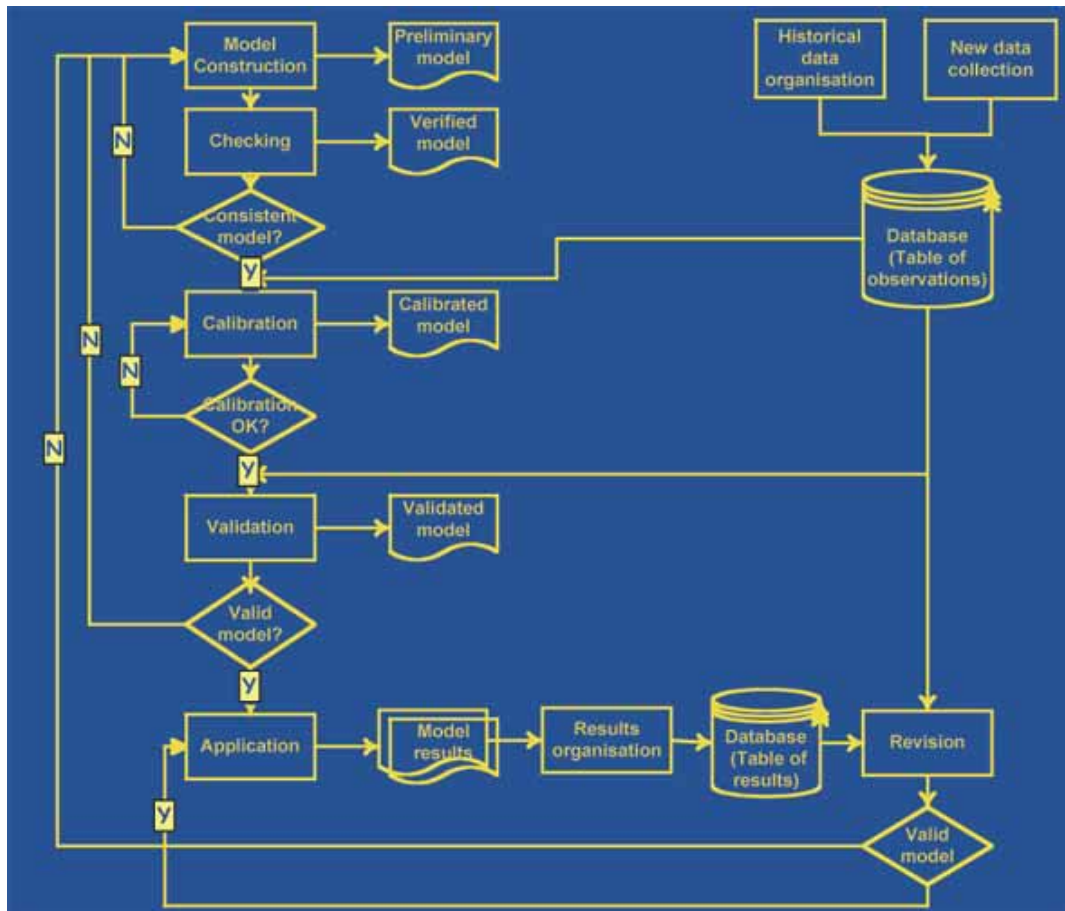 Model
Construction
Preliminary
model
Historical
data
organisation
New data
collection
Checking
Verified
model
N
Consistent
model?
Y
Database
(Table of
observations)
Calibration
Calibrated
model
N
N
Calibration
OK?
N
Y
Validation
Validated
model
Valid
model?
Y
Application
Model
results
Results
organisation
Database
(Table of
results)
Revision
Y
Valid
model